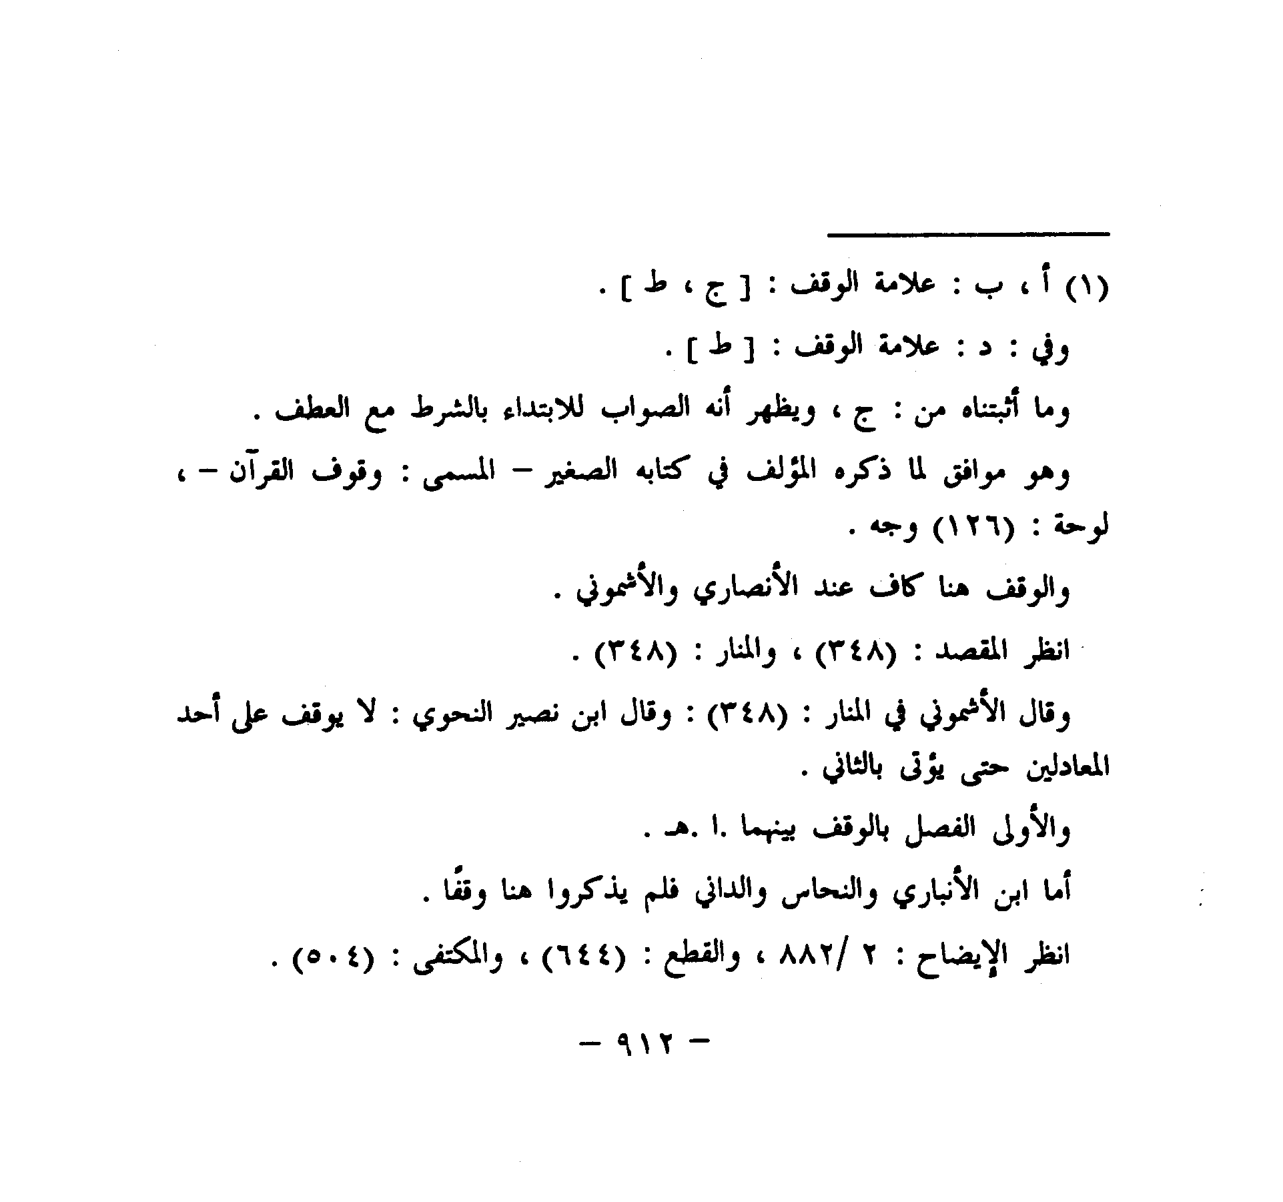 (١) أ ، ب : علامة الوقف : [ ج ، ط ] .
وفي : د : علامة الوقف : [ ط ] .
وما أثبتناه من : ج ، ويظهر أنه الصواب للابتداء بالشرط مع العطف .
وهو موافق لما ذكره المؤلف في كتابه الصغير – المسمى : وقوف القرآن – ،
لوحة : (١٢٦) وجه .
والوقف هنا كاف عند الأنصاري والأشموني .
انظر المقصد : (٣٤٨) ، والمنار : (٣٤٨) .
وقال الأشموني في المنار : (٣٤٨) : وقال ابن نصير النحوي : لا يوقف على أحد
المعادلين حتى يؤتى بالثاني .
والأولى الفصل بالوقف بينهما .ا .هـ .
أما ابن الأنباري والنحاس والداني فلم يذكروا هنا وقفًا .
انظر الإيضاح : ٢ /٨٨٢ ، والقطع : (٦٤٤) ، والمكتفى : (٥٠٤) .
– ٩١٢ –